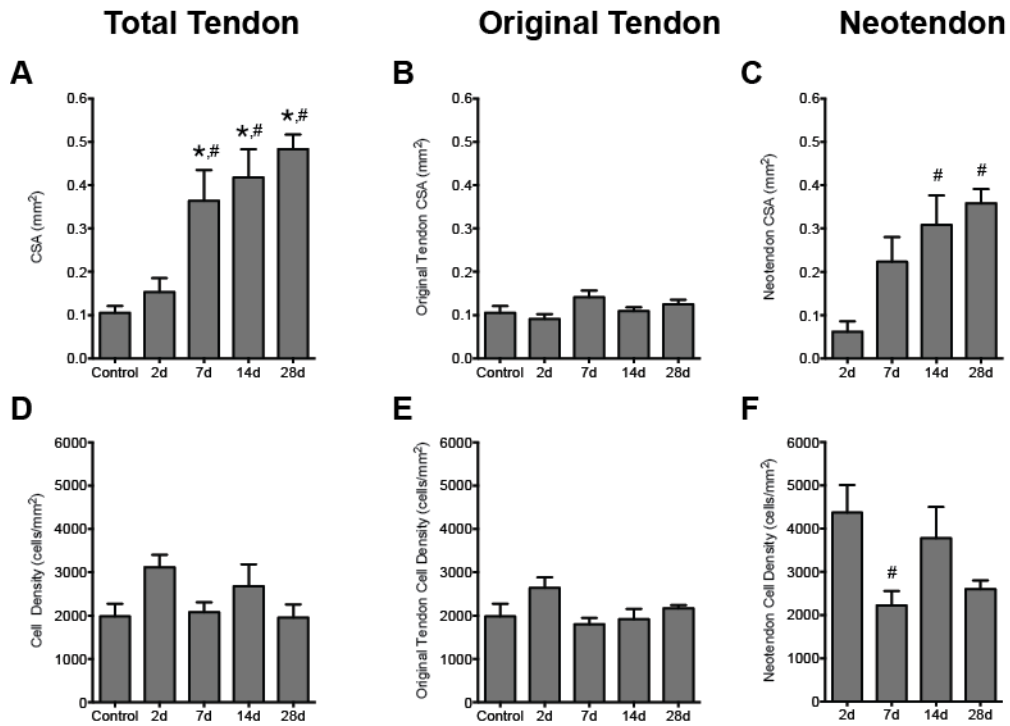 Total Tendon
Original Tendon
Neotendon
A
CSA (mm²)
0.6
0.5
0.4
0.3
0.2
0.1
0.0
*,#
*,#
*,#
Control 2d 7d 14d 28d
B
Original Tendon CSA (mm²)
0.6
0.5
0.4
0.3
0.2
0.1
0.0
Control 2d 7d 14d 28d
C
Neotendon CSA (mm²)
0.6
0.5
0.4
0.3
0.2
0.1
0.0
#
#
2d 7d 14d 28d
D
Cell Density (cells/mm²)
6000
5000
4000
3000
2000
1000
0
Control 2d 7d 14d 28d
E
Original Tendon Cell Density (cells/mm²)
6000
5000
4000
3000
2000
1000
0
Control 2d 7d 14d 28d
F
Neotendon Cell Density (cells/mm²)
6000
5000
4000
3000
2000
1000
0
#
2d 7d 14d 28d